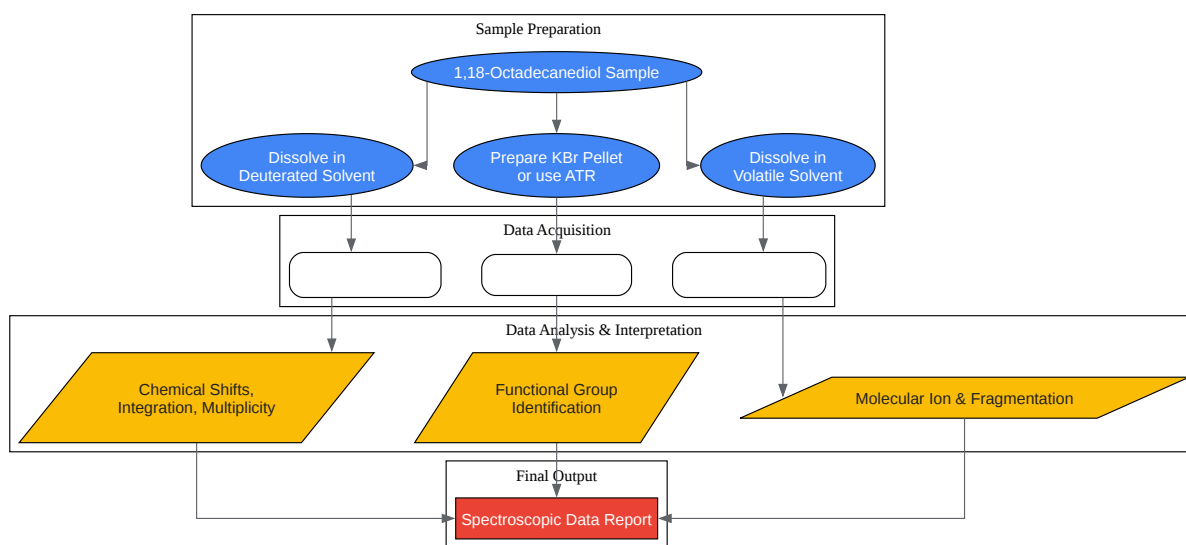 Sample Preparation
1,18-Octadecanediol Sample
Dissolve in
Deuterated Solvent
Prepare KBr Pellet
or use ATR
Dissolve in
Volatile Solvent
Data Acquisition
Data Analysis & Interpretation
Chemical Shifts,
Integration, Multiplicity
Functional Group
Identification
Molecular Ion & Fragmentation
Final Output
Spectroscopic Data Report